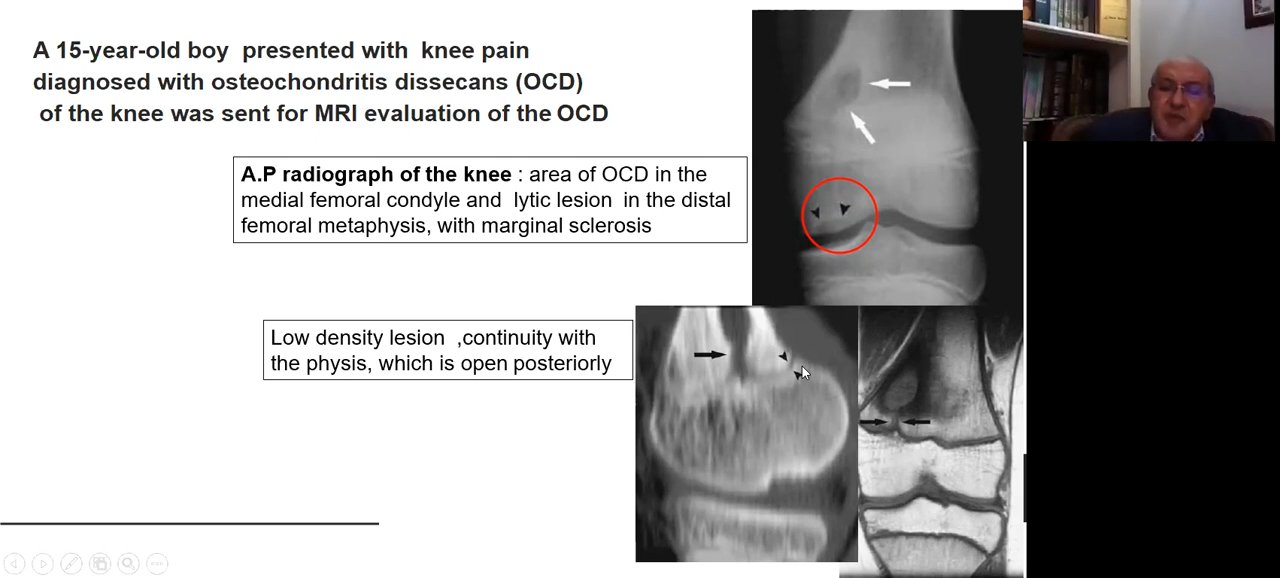 A 15-year-old boy presented with knee pain
diagnosed with osteochondritis dissecans (OCD)
of the knee was sent for MRI evaluation of the OCD
A.P radiograph of the knee : area of OCD in the
medial femoral condyle and lytic lesion in the distal
femoral metaphysis, with marginal sclerosis
Low density lesion ,continuity with
the physis, which is open posteriorly